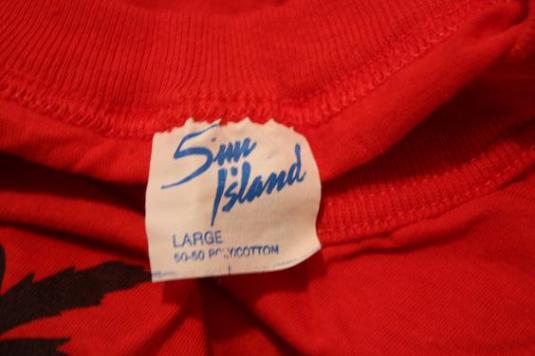 Sun
Island
LARGE
50-50 POLY/COTTON